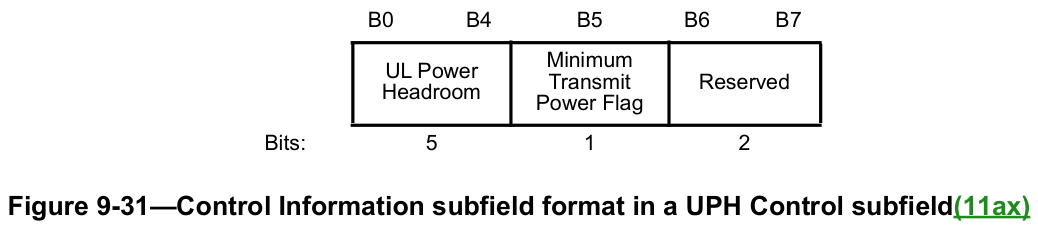 B0 B4 B5 B6 B7
UL Power
Headroom
Minimum
Transmit
Power Flag
Reserved
Bits: 5 1 2
Figure 9-31—Control Information subfield format in a UPH Control subfield(11ax)